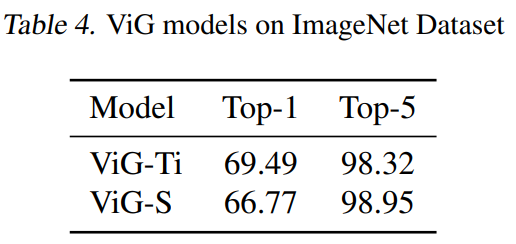 Table 4. ViG models on ImageNet Dataset
Model Top-1 Top-5
ViG-Ti 69.49 98.32
ViG-S 66.77 98.95